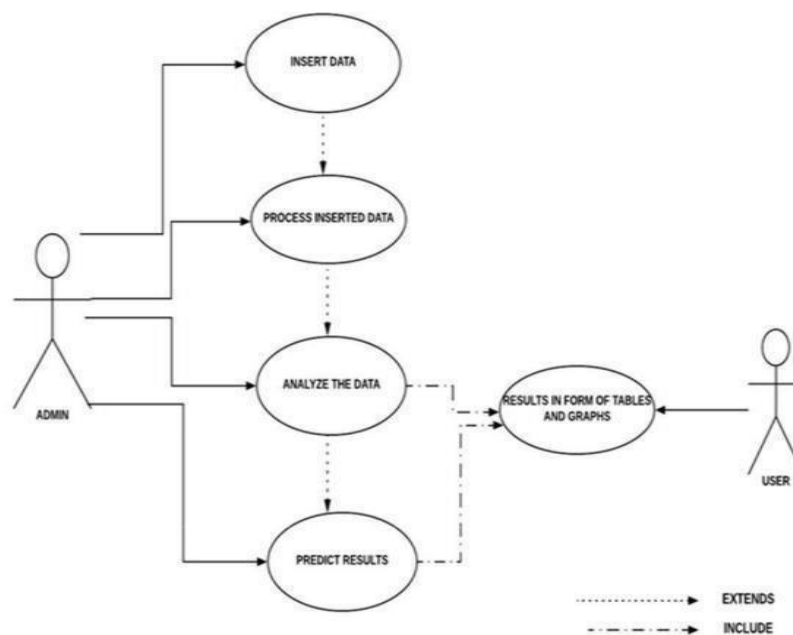 INSERT DATA
PROCESS INSERTED DATA
ADMIN
ANALYZE THE DATA
RESULTS IN FORM OF TABLES
AND GRAPHS
USER
PREDICT RESULTS
EXTENDS
INCLUDE